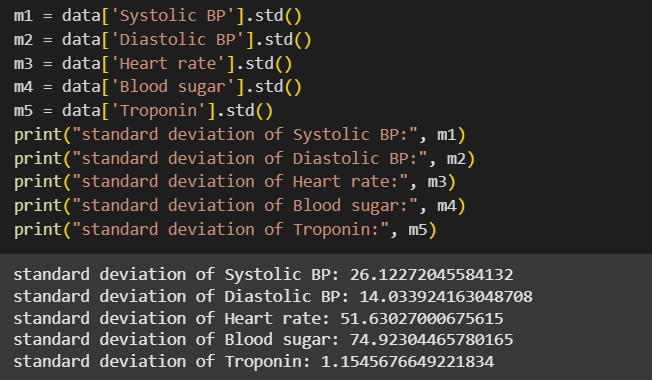 m1 = data['Systolic BP'].std()
m2 = data['Diastolic BP'].std()
m3 = data['Heart rate'].std()
m4 = data['Blood sugar'].std()
m5 = data['Troponin'].std()
print("standard deviation of Systolic BP:", m1)
print("standard deviation of Diastolic BP:", m2)
print("standard deviation of Heart rate:", m3)
print("standard deviation of Blood sugar:", m4)
print("standard deviation of Troponin:", m5)
standard deviation of Systolic BP: 26.12272045584132
standard deviation of Diastolic BP: 14.033924163048708
standard deviation of Heart rate: 51.63027000675615
standard deviation of Blood sugar: 74.92304465780165
standard deviation of Troponin: 1.1545676649221834